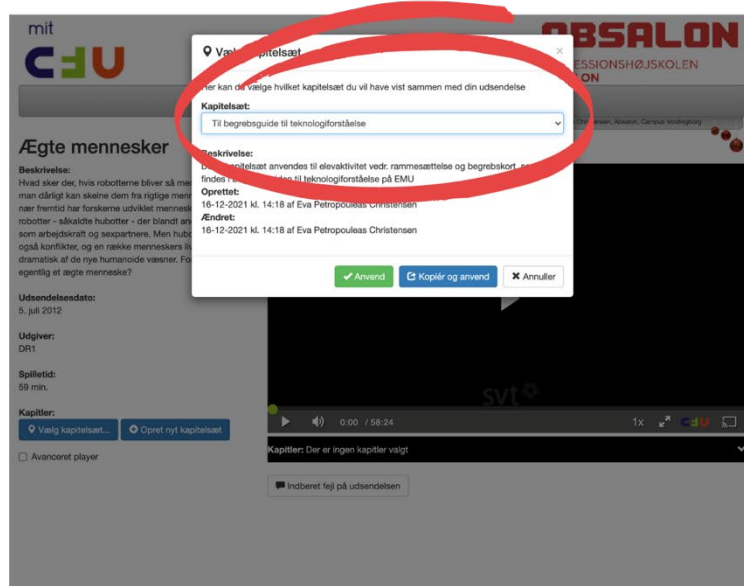 mit
CFU
ABSALON
ESSIONSHØJSKOLEN
ON
Kapitelsæt:
Her kan du vælge hvilket kapitelsæt du vil have vist sammen med din udsendelse
Til begrebsguide til teknologiforståelse
Beskrivelse:
kapitelsæt anvendes til elevaktivitet vedr. rammesættelse og begrebskort,
findes i til teknologiforståelse på EMU
Oprettet:
16-12-2021 kl. 14:18 af Eva Petropouleas Christensen
Ændret:
16-12-2021 kl. 14:18 af Eva Petropouleas Christensen
Anvend
Kopiér og anvend
Annuller
Christensen, Absalon, Campus Vordingborg
Ægte mennesker
Beskrivelse:
Hvad sker der, hvis robotterne bliver så
man dårligt kan skelne dem fra rigtige
nær fremtid har forskerne udviklet
robotter - såkaldte hubotter - der blandt
som arbejdskraft og sexpartnere. Men
også konflikter, og en række menneskers
dramatisk af de nye humanoide væsner.
egentlig et ægte menneske?
Udsendelsesdato:
5. juli 2012
Udgiver:
DR1
Spilletid:
59 min.
Kapitler:
Vælg kapitelsæt...
Opret nyt kapitelsæt
Avanceret player
svt
0:00 / 58:24
1x
CFU
Kapitler: Der er ingen kapitler valgt
Indberet fejl på udsendelsen